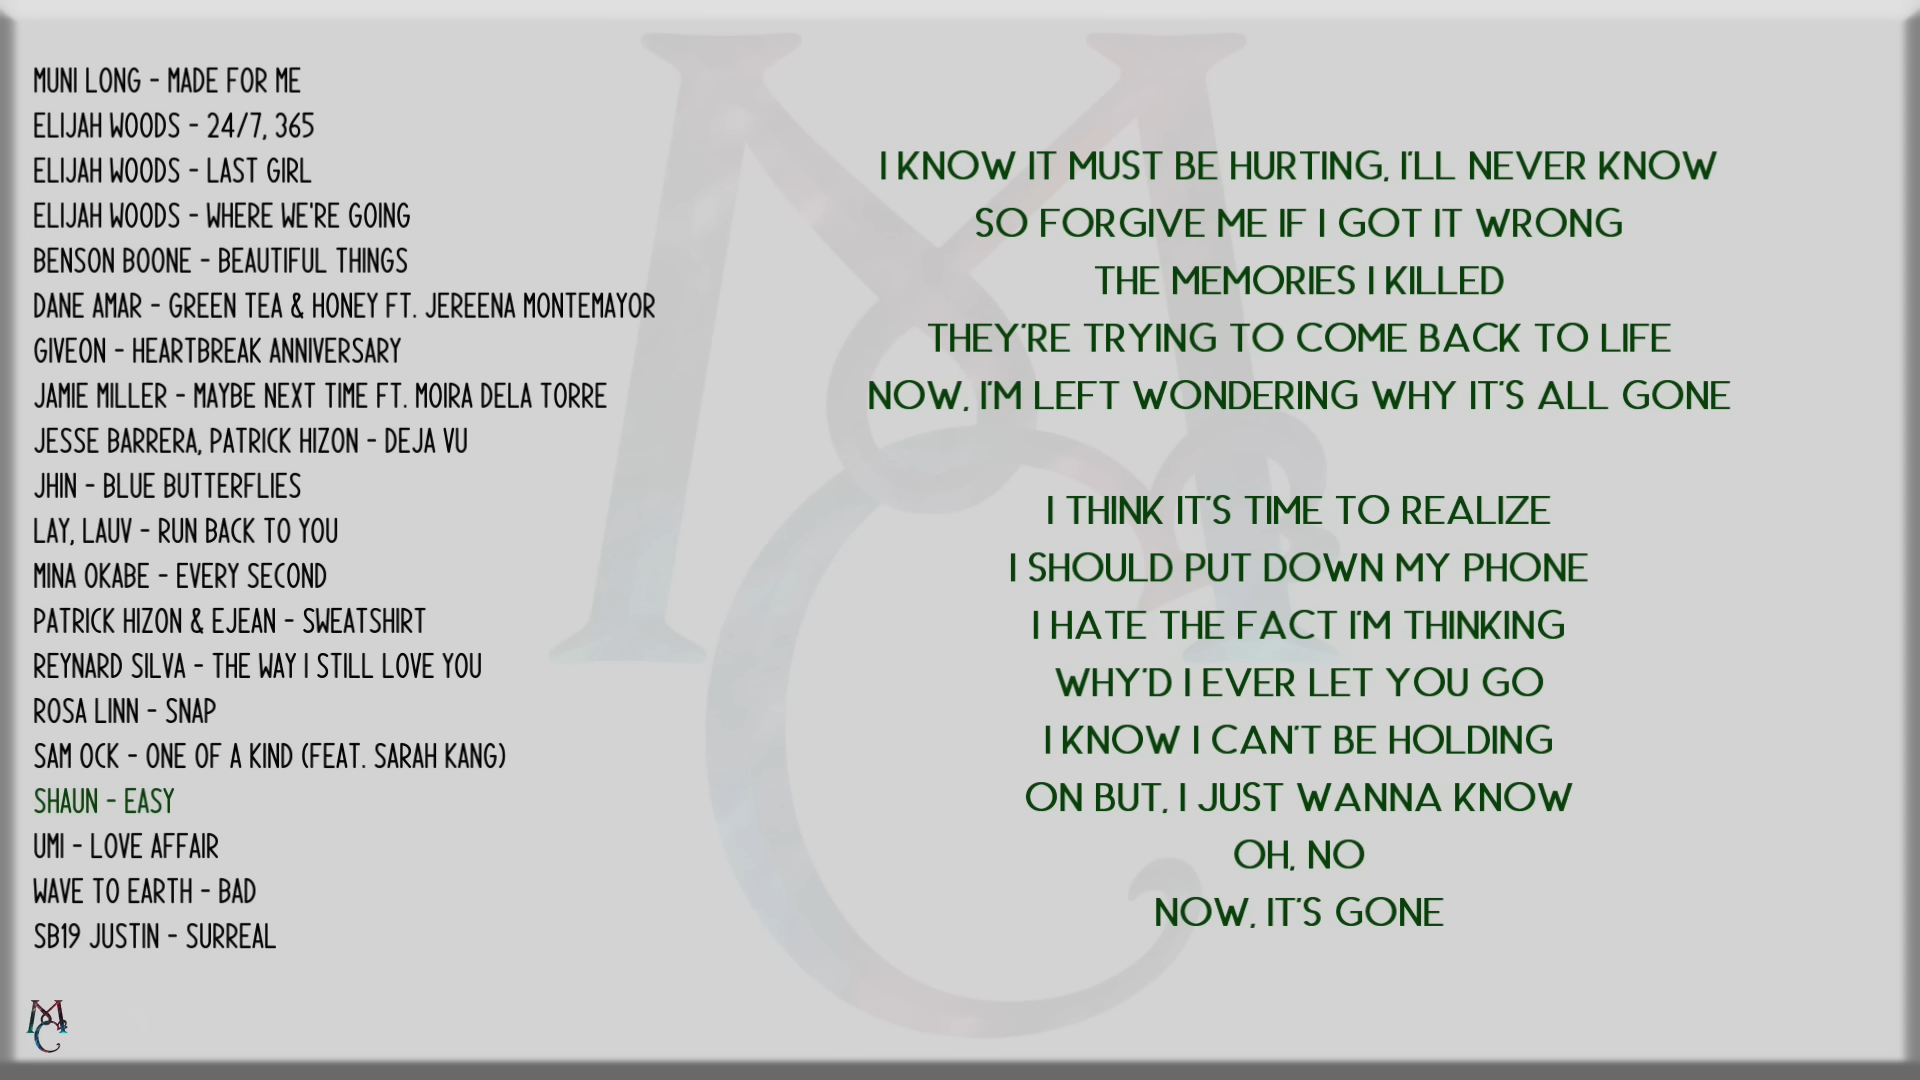 MUNI LONG - MADE FOR ME
ELIJAH WOODS - 24/7, 365
ELIJAH WOODS - LAST GIRL
ELIJAH WOODS - WHERE WE'RE GOING
BENSON BOONE - BEAUTIFUL THINGS
DANE AMAR - GREEN TEA & HONEY FT. JEREENA MONTEMAYOR
GIVEON - HEARTBREAK ANNIVERSARY
JAMIE MILLER - MAYBE NEXT TIME FT. MOIRA DELA TORRE
JESSE BARRERA, PATRICK HIZON - DEJA VU
JHIN - BLUE BUTTERFLIES
LAY, LAUV - RUN BACK TO YOU
MINA OKABE - EVERY SECOND
PATRICK HIZON & EJEAN - SWEATSHIRT
REYNARD SILVA - THE WAY I STILL LOVE YOU
ROSA LINN - SNAP
SAM OCK - ONE OF A KIND (FEAT. SARAH KANG)
SHAUN - EASY
UMI - LOVE AFFAIR
WAVE TO EARTH - BAD
SB19 JUSTIN - SURREAL
MC
I KNOW IT MUST BE HURTING, I'LL NEVER KNOW
SO FORGIVE ME IF I GOT IT WRONG
THE MEMORIES I KILLED
THEY'RE TRYING TO COME BACK TO LIFE
NOW, I'M LEFT WONDERING WHY IT'S ALL GONE
I THINK IT'S TIME TO REALIZE
I SHOULD PUT DOWN MY PHONE
I HATE THE FACT I'M THINKING
WHY'D I EVER LET YOU GO
I KNOW I CAN'T BE HOLDING
ON BUT, I JUST WANNA KNOW
OH, NO
NOW, IT'S GONE